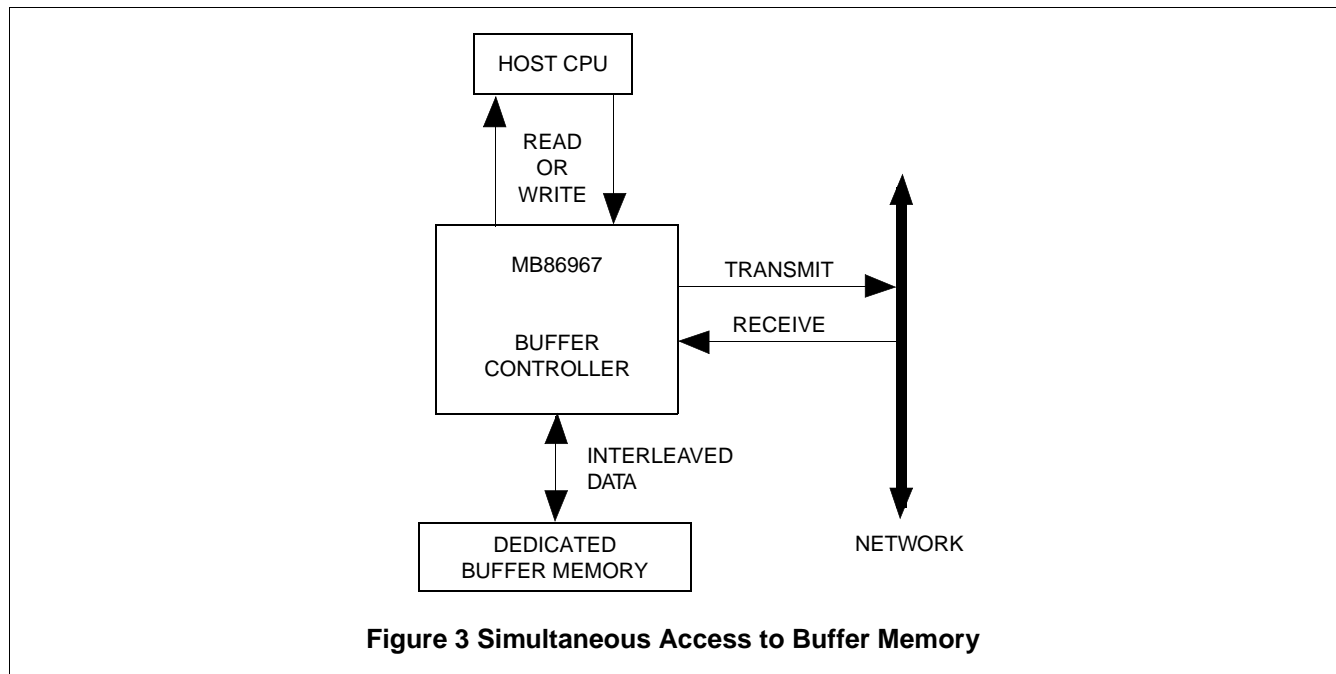 HOST CPU
READ
OR
WRITE
MB86967
BUFFER
CONTROLLER
TRANSMIT
RECEIVE
INTERLEAVED
DATA
DEDICATED
BUFFER MEMORY
NETWORK
Figure 3 Simultaneous Access to Buffer Memory